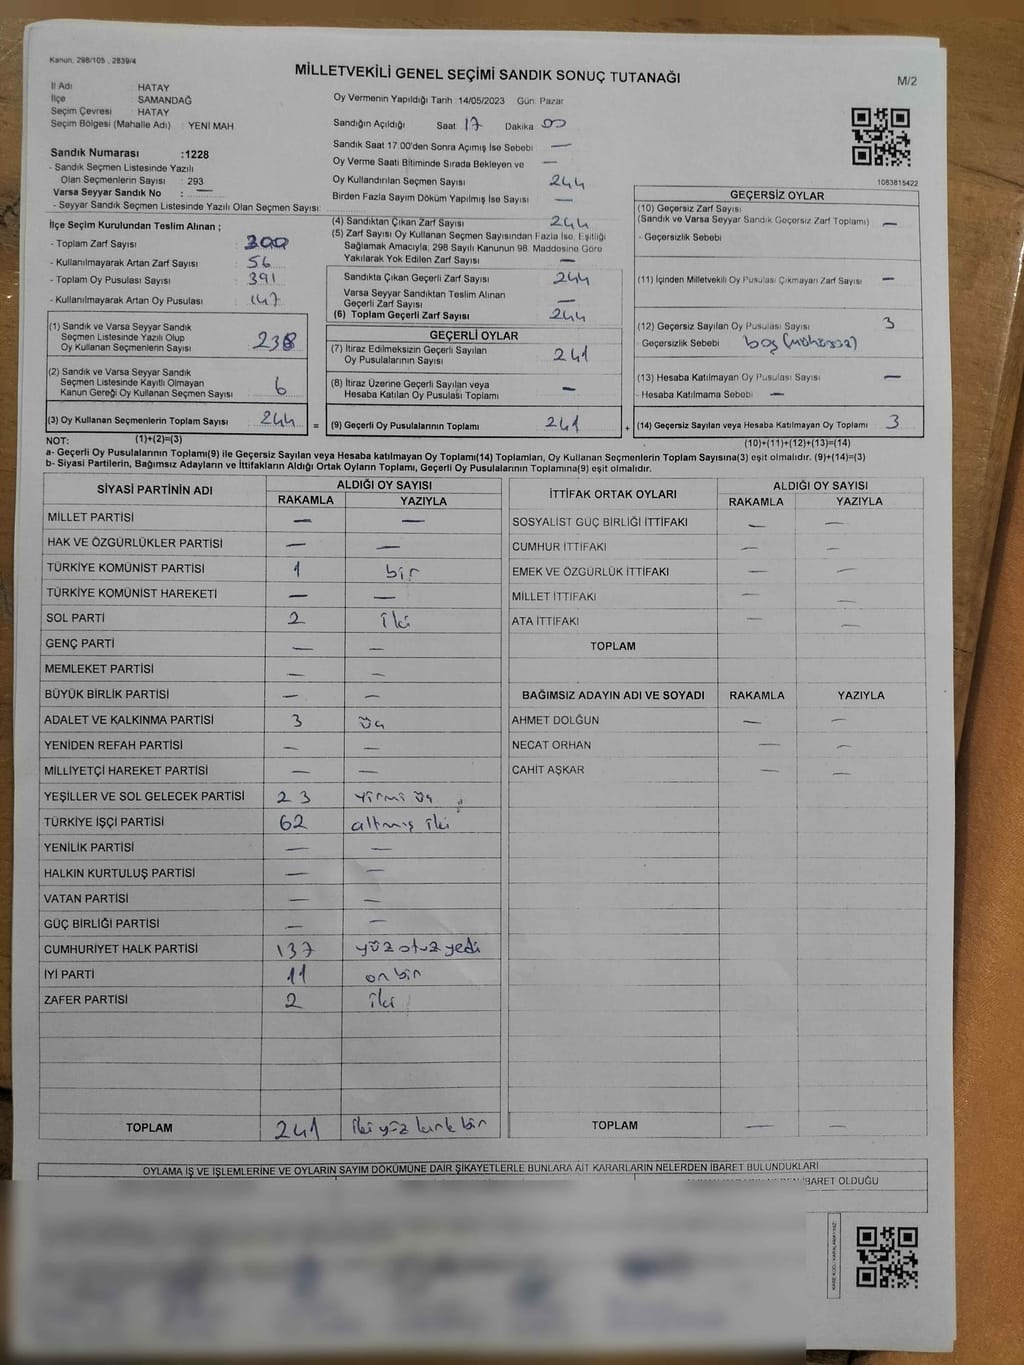 Kanun: 298/105 , 2839/4
MİLLETVEKİLİ GENEL SEÇİMİ SANDIK SONUÇ TUTANAĞI
M/2
İl Adı : HATAY
İlçe : SAMANDAĞ
Seçim Çevresi : HATAY
Seçim Bölgesi (Mahalle Adı) : YENİ MAH
Sandık Numarası :1228
- Sandık Seçmen Listesinde Yazılı
Olan Seçmenlerin Sayısı : 293
Varsa Seyyar Sandık No : —
- Seyyar Sandık Seçmen Listesinde Yazılı Olan Seçmen Sayısı:
Oy Vermenin Yapıldığı Tarih 14/05/2023 Gün: Pazar
Sandığın Açıldığı Saat: 17 Dakika 00
Sandık Saat 17.00'den Sonra Açımış İse Sebebi —
Oy Verme Saati Bitiminde Sırada Bekleyen ve —
Oy Kullandırılan Seçmen Sayısı 244
Birden Fazla Sayım Döküm Yapılmış İse Sayısı —
1083815422
İlçe Seçim Kurulundan Teslim Alınan ;
- Toplam Zarf Sayısı : 300
- Kullanılmayarak Artan Zarf Sayısı : 56
- Toplam Oy Pusulası Sayısı : 391
- Kullanılmayarak Artan Oy Pusulası : 147
(1) Sandık ve Varsa Seyyar Sandık
Seçmen Listesinde Yazılı Olup
Oy Kullanan Seçmenlerin Sayısı : 238
(2) Sandık ve Varsa Seyyar Sandık
Seçmen Listesinde Kayıtlı Olmayan
Kanun Gereği Oy Kullanan Seçmen Sayısı : 6
(3) Oy Kullanan Seçmenlerin Toplam Sayısı : 244
(4) Sandıktan Çıkan Zarf Sayısı : 244
(5) Zarf Sayısı Oy Kullanan Seçmen Sayısından Fazla İse, Eşitliği
Sağlamak Amacıyla, 298 Sayılı Kanunun 98. Maddesine Göre
Yakılarak Yok Edilen Zarf Sayısı : —
Sandıkta Çıkan Geçerli Zarf Sayısı : 244
Varsa Seyyar Sandıktan Teslim Alınan
Geçerli Zarf Sayısı : —
(6) Toplam Geçerli Zarf Sayısı : 244
GEÇERLİ OYLAR
(7) İtiraz Edilmeksizin Geçerli Sayılan
Oy Pusulalarının Sayısı : 241
(8) İtiraz Üzerine Geçerli Sayılan veya
Hesaba Katılan Oy Pusulası Toplamı : —
= (9) Geçerli Oy Pusulalarının Toplamı : 241
GEÇERSİZ OYLAR
(10) Geçersiz Zarf Sayısı
(Sandık ve Varsa Seyyar Sandık Geçersiz Zarf Toplamı) : —
- Geçersizlik Sebebi :
(11) İçinden Milletvekili Oy Pusulası Çıkmayan Zarf Sayısı : —
(12) Geçersiz Sayılan Oy Pusulası Sayısı : 3
- Geçersizlik Sebebi : boş (mühürsüz)
(13) Hesaba Katılmayan Oy Pusulası Sayısı : —
- Hesaba Katılmama Sebebi : —
+ (14) Geçersiz Sayılan veya Hesaba Katılmayan Oy Toplamı : 3
NOT: (1)+(2)=(3)
(10)+(11)+(12)+(13)=(14)
a- Geçerli Oy Pusulalarının Toplamı(9) ile Geçersiz Sayılan veya Hesaba katılmayan Oy Toplamı(14) Toplamları, Oy Kullanan Seçmenlerin Toplam Sayısına(3) eşit olmalıdır. (9)+(14)=(3)
b- Siyasi Partilerin, Bağımsız Adayların ve İttifakların Aldığı Ortak Oyların Toplamı, Geçerli Oy Pusulalarının Toplamına(9) eşit olmalıdır.
SİYASİ PARTİNİN ADI ALDIĞI OY SAYISI
RAKAMLA YAZIYLA
MİLLET PARTİSİ — —
HAK VE ÖZGÜRLÜKLER PARTİSİ — —
TÜRKİYE KOMÜNİST PARTİSİ 1 bir
TÜRKİYE KOMÜNİST HAREKETİ — —
SOL PARTİ 2 iki
GENÇ PARTİ — —
MEMLEKET PARTİSİ — —
BÜYÜK BİRLİK PARTİSİ — —
ADALET VE KALKINMA PARTİSİ 3 üç
YENİDEN REFAH PARTİSİ — —
MİLLİYETÇİ HAREKET PARTİSİ — —
YEŞİLLER VE SOL GELECEK PARTİSİ 23 yirmi üç
TÜRKİYE İŞÇİ PARTİSİ 62 altmış iki
YENİLİK PARTİSİ — —
HALKIN KURTULUŞ PARTİSİ — —
VATAN PARTİSİ — —
GÜÇ BİRLİĞİ PARTİSİ — —
CUMHURİYET HALK PARTİSİ 137 yüz otuz yedi
İYİ PARTİ 11 on bir
ZAFER PARTİSİ 2 iki
TOPLAM 241 iki yüz kırk bir
İTTİFAK ORTAK OYLARI ALDIĞI OY SAYISI
RAKAMLA YAZIYLA
SOSYALİST GÜÇ BİRLİĞİ İTTİFAKI — —
CUMHUR İTTİFAKI — —
EMEK VE ÖZGÜRLÜK İTTİFAKI — —
MİLLET İTTİFAKI — —
ATA İTTİFAKI — —
TOPLAM
BAĞIMSIZ ADAYIN ADI VE SOYADI RAKAMLA YAZIYLA
AHMET DOLĞUN — —
NECAT ORHAN — —
CAHİT AŞKAR — —
TOPLAM — —
OYLAMA İŞ VE İŞLEMLERİNE VE OYLARIN SAYIM DÖKÜMÜNE DAİR ŞİKAYETLERLE BUNLARA AİT KARARLARIN NELERDEN İBARET BULUNDUKLARI
İBARET OLDUĞU